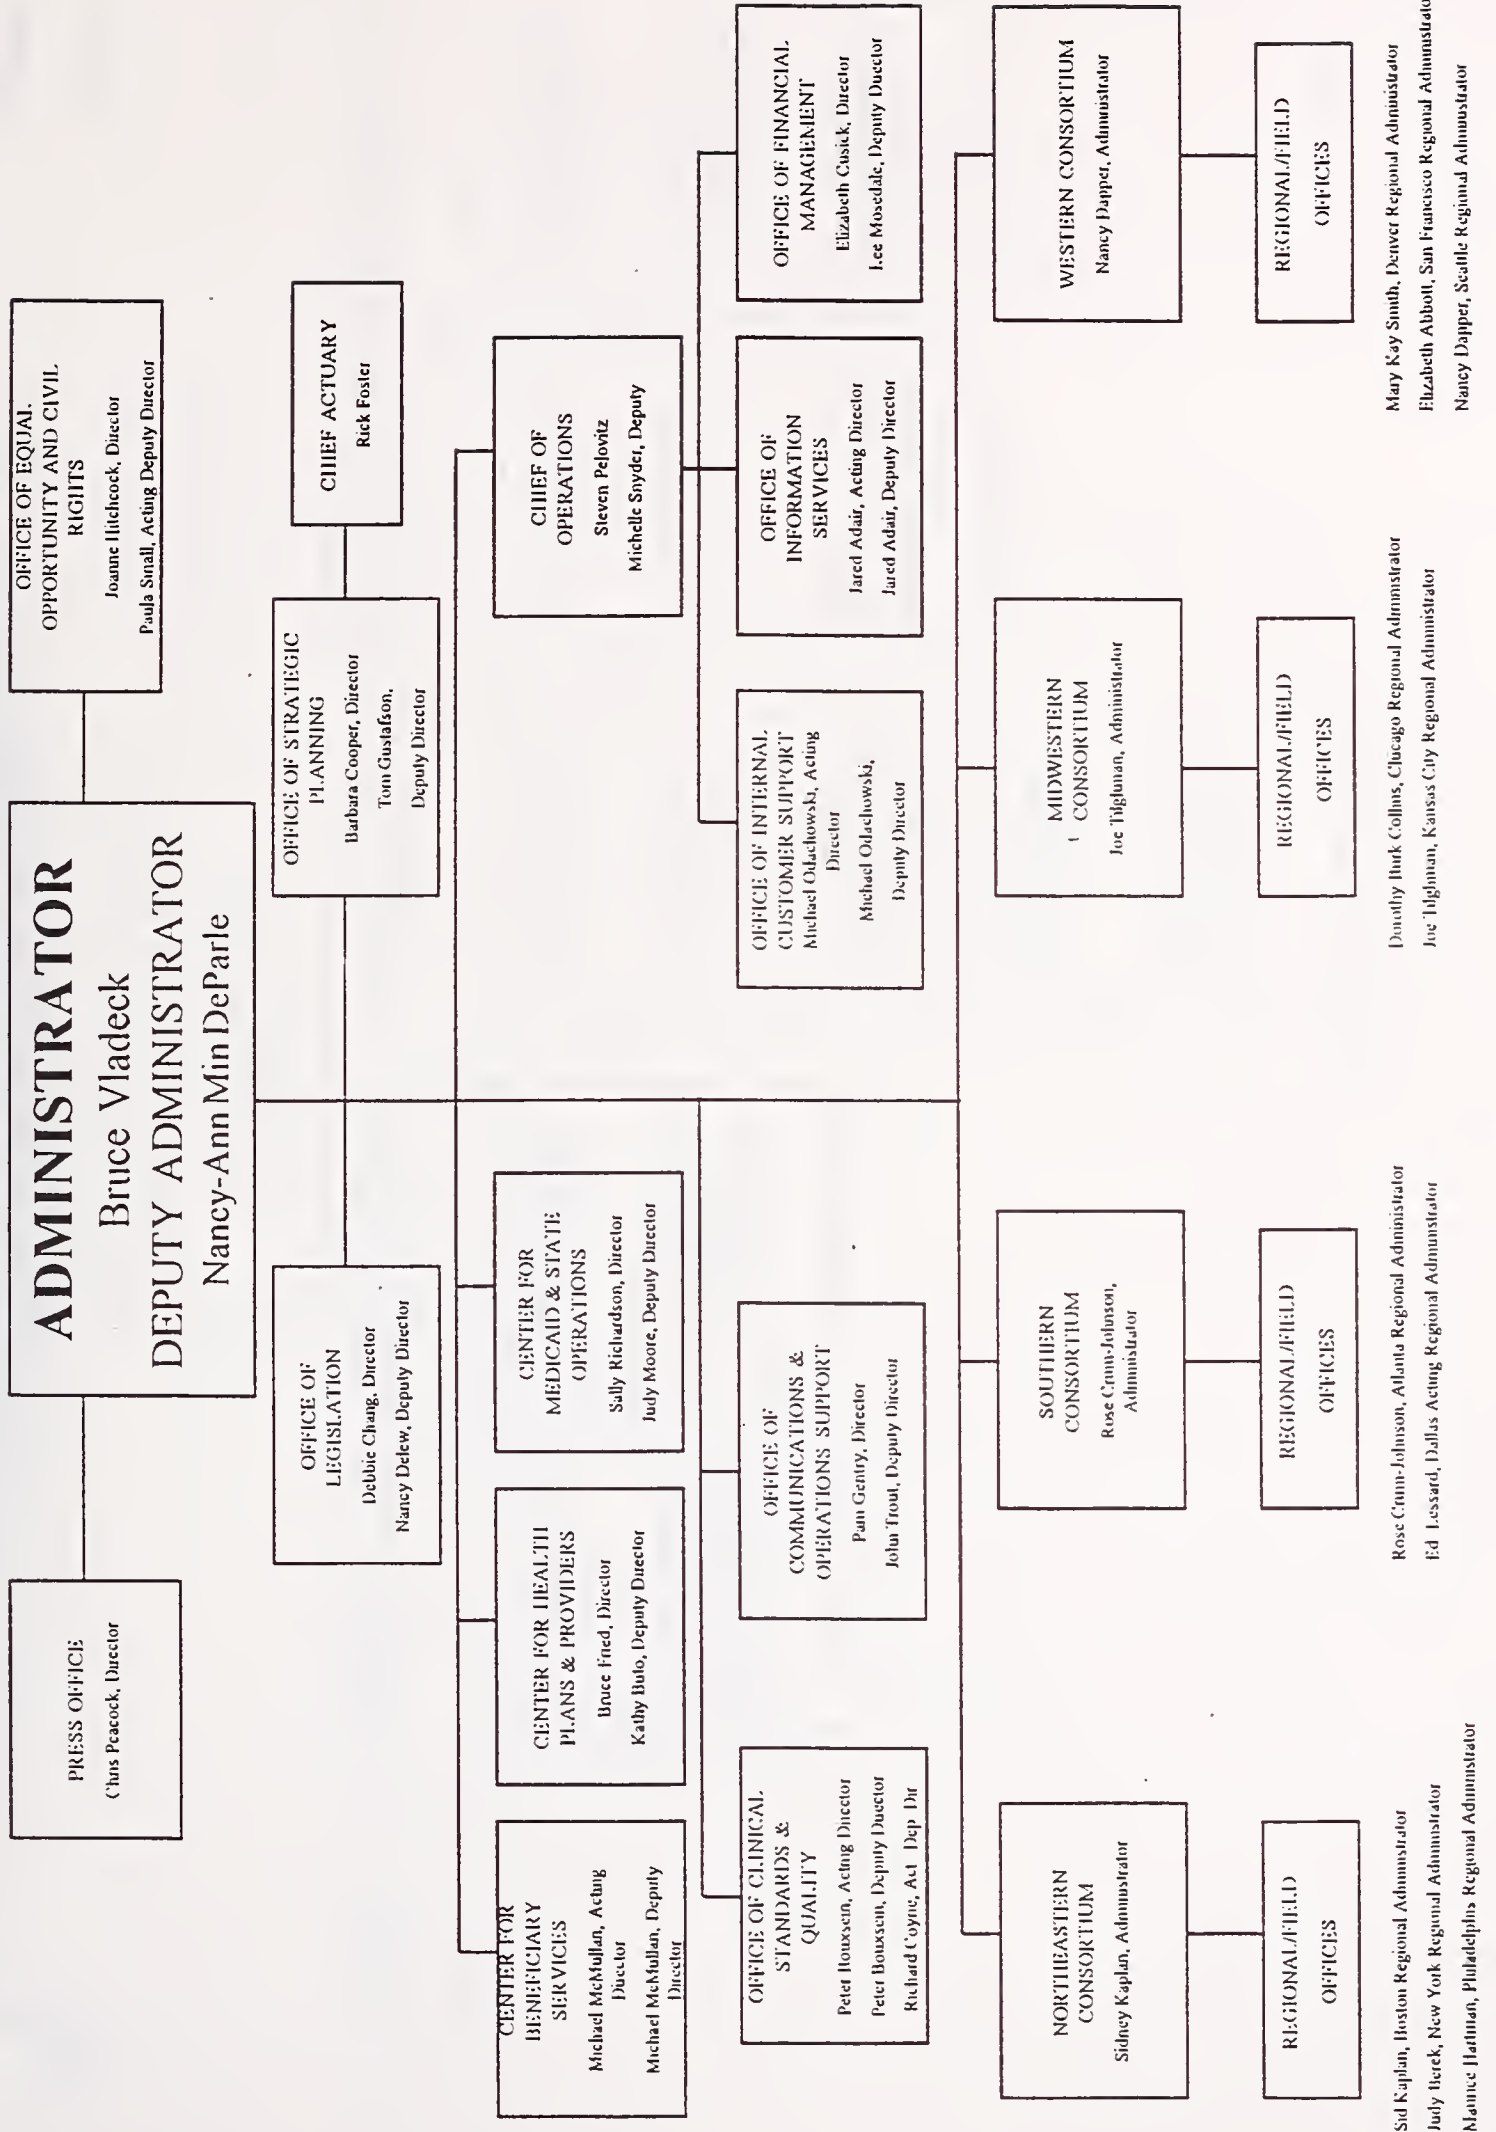 ADMINISTRATOR
Bruce Vladeck
DEPUTY ADMINISTRATOR
Nancy-Ann Min DeParle
PRESS OFFICE
Chris Peacock, Director
OFFICE OF EQUAL
OPPORTUNITY AND CIVIL
RIGHTS
Joanne Hitchcock, Director
Paula Small, Acting Deputy Director
OFFICE OF
LEGISLATION
Debbie Chang, Director
Nancy Delew, Deputy Director
OFFICE OF STRATEGIC
PLANNING
Barbara Cooper, Director
Tom Gustafson,
Deputy Director
CHIEF ACTUARY
Rick Foster
CENTER FOR
BENEFICIARY
SERVICES
Michael McMullan, Acting
Director
Michael McMullan, Deputy
Director
CENTER FOR HEALTH
PLANS & PROVIDERS
Bruce Fried, Director
Kathy Buto, Deputy Director
CENTER FOR
MEDICAID & STATE
OPERATIONS
Sally Richardson, Director
Judy Moore, Deputy Director
CHIEF OF
OPERATIONS
Steven Pelovitz
Michelle Snyder, Deputy
OFFICE OF CLINICAL
STANDARDS &
QUALITY
Peter Bouxsein, Acting Director
Peter Bouxsein, Deputy Director
Richard Coyne, Act Dep Dir
OFFICE OF
COMMUNICATIONS &
OPERATIONS SUPPORT
Pam Gentry, Director
John Trout, Deputy Director
OFFICE OF INTERNAL
CUSTOMER SUPPORT
Michael Odachowski, Acting
Director
Michael Odachowski,
Deputy Director
OFFICE OF
INFORMATION
SERVICES
Jared Adair, Acting Director
Jared Adair, Deputy Director
OFFICE OF FINANCIAL
MANAGEMENT
Elizabeth Cusick, Director
Lee Mosedale, Deputy Director
NORTHEASTERN
CONSORTIUM
Sidney Kaplan, Administrator
SOUTHERN
CONSORTIUM
Rose Crum-Johnson,
Administrator
MIDWESTERN
CONSORTIUM
Joe Tilghman, Administrator
WESTERN CONSORTIUM
Nancy Dapper, Administrator
REGIONAL/FIELD
OFFICES
REGIONAL/FIELD
OFFICES
REGIONAL/FIELD
OFFICES
REGIONAL/FIELD
OFFICES
Sid Kaplan, Boston Regional Administrator
Judy Berek, New York Regional Administrator
Maurice Hartman, Philadelphia Regional Administrator
Rose Crum-Johnson, Atlanta Regional Administrator
Ed Lessard, Dallas Acting Regional Administrator
Dorothy Burk Collins, Chicago Regional Administrator
Joe Tilghman, Kansas City Regional Administrator
Mary Kay Smith, Denver Regional Administrator
Elizabeth Abbott, San Francisco Regional Administrator
Nancy Dapper, Seattle Regional Administrator